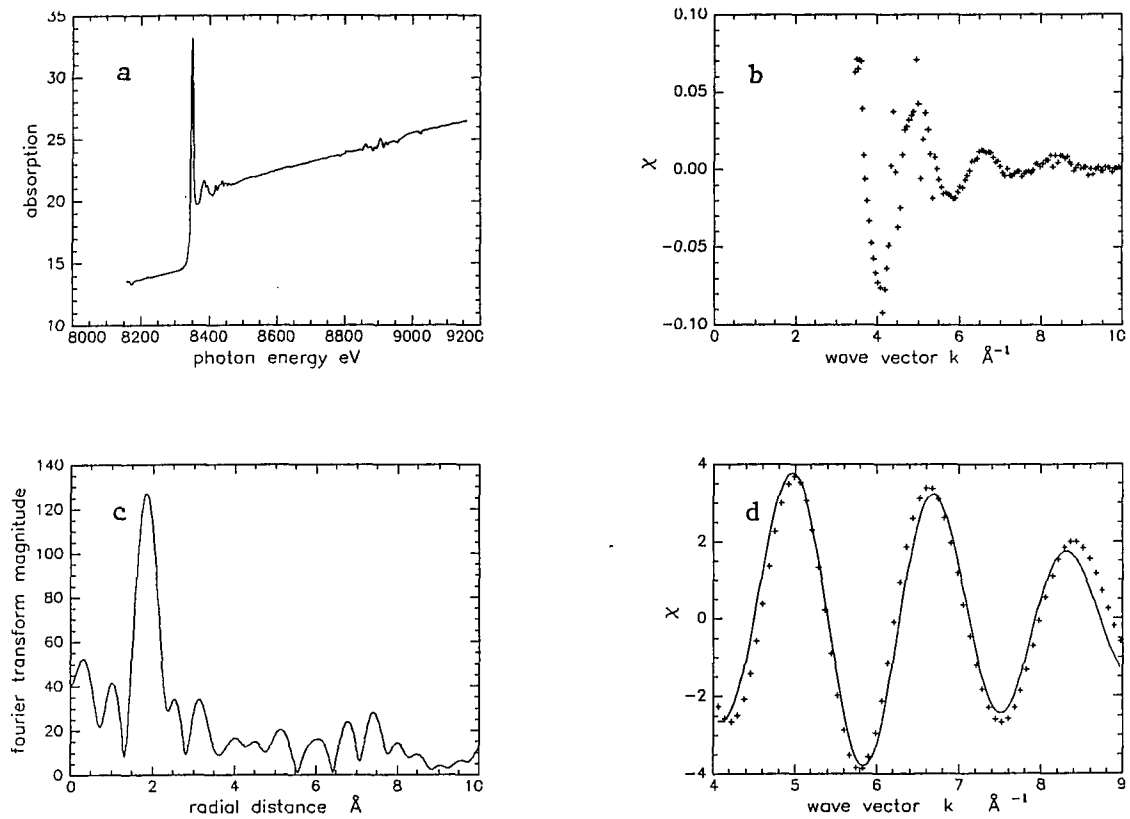 35
30
25
20
15
10
absorption
a
8000 8200 8400 8600 8800 9000 9200
photon energy eV
0.10
0.05
0.00
−0.05
−0.10
χ
b
0 2 4 6 8 10
wave vector k Å⁻¹
140
120
100
80
60
40
20
0
fourier transform magnitude
c
0 2 4 6 8 10
radial distance Å
4
2
0
−2
−4
χ
d
4 5 6 7 8 9
wave vector k Å⁻¹